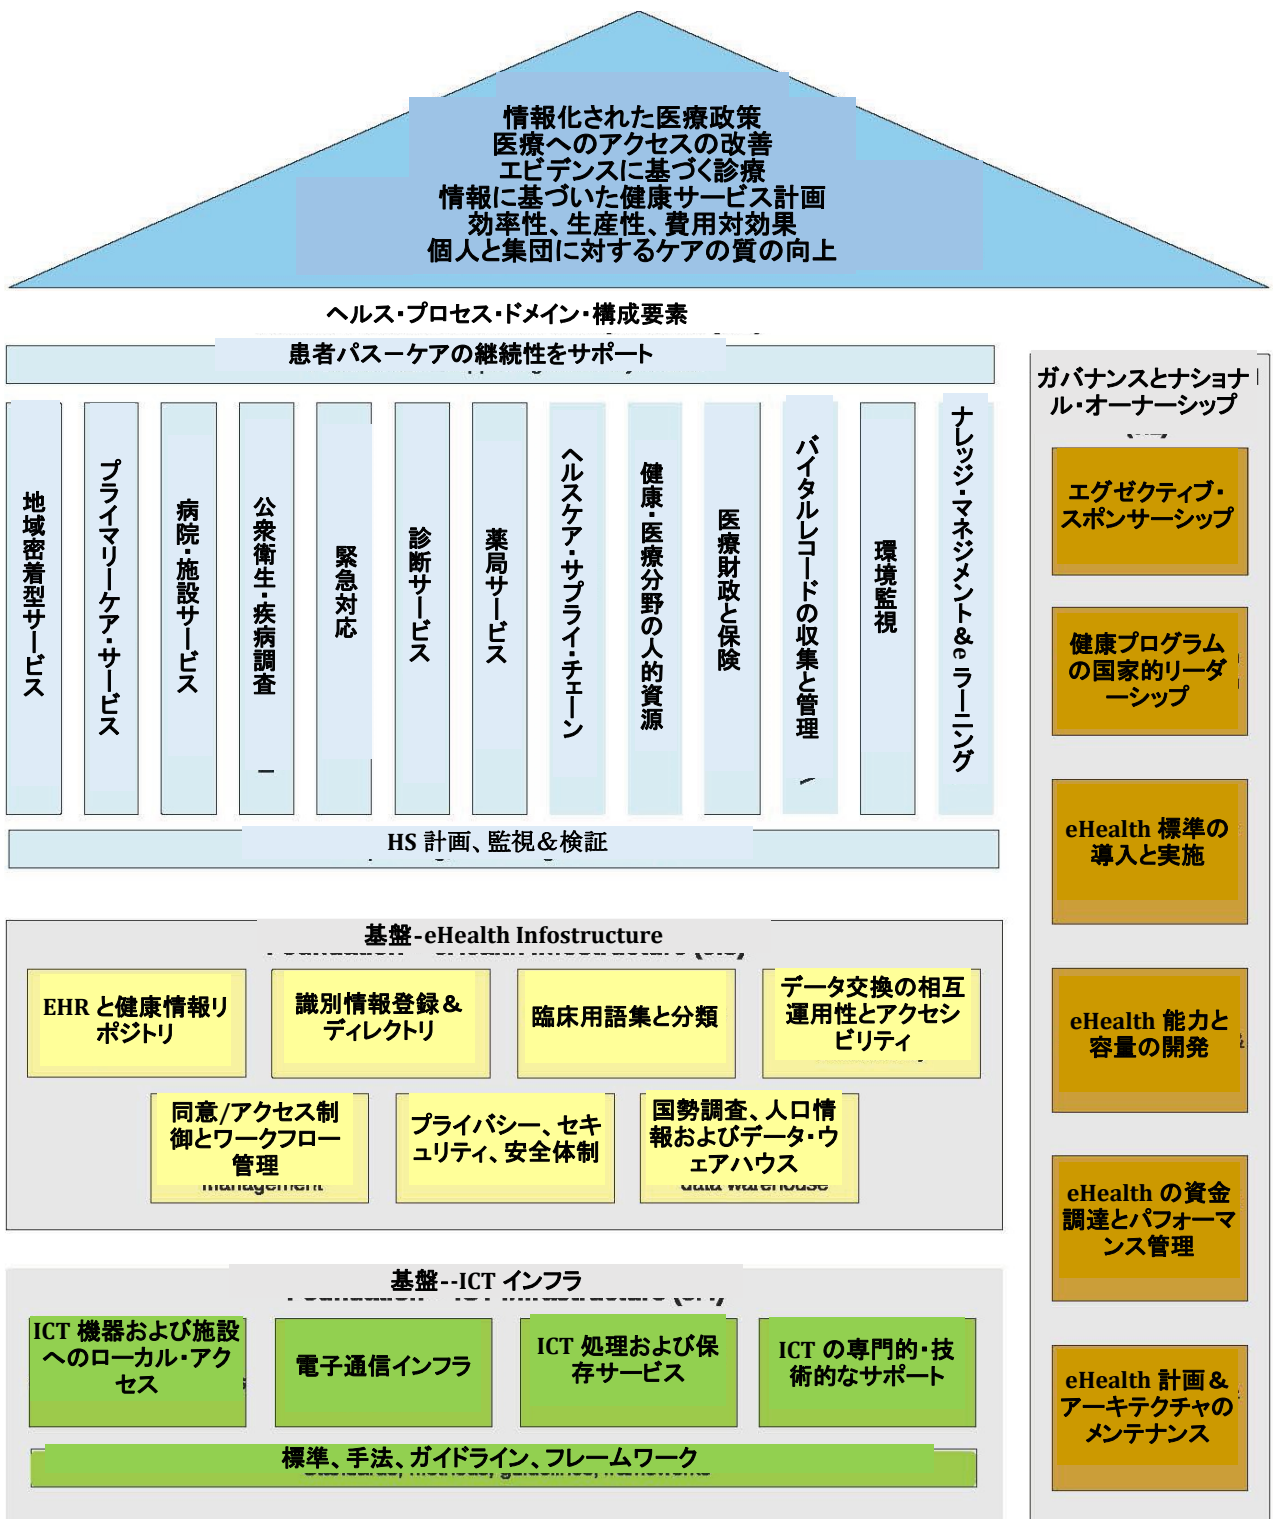 情報化された医療政策
医療へのアクセスの改善
エビデンスに基づく診療
情報に基づいた健康サービス計画
効率性、生産性、費用対効果
個人と集団に対するケアの質の向上
ヘルス・プロセス・ドメイン・構成要素
患者パスーケアの継続性をサポート
地域密着型サービス
プライマリーケア・サービス
病院・施設サービス
公衆衛生・疾病調査
緊急対応
診断サービス
薬局サービス
ヘルスケア・サプライ・チェーン
健康・医療分野の人的資源
医療財政と保険
バイタルレコードの収集と管理
環境監視
ナレッジ・マネジメント&e ラーニング
HS 計画、監視&検証
基盤-eHealth Infostructure
EHR と健康情報リ
ポジトリ
識別情報登録&
ディレクトリ
臨床用語集と分類
データ交換の相互
運用性とアクセシ
ビリティ
同意/アクセス制
御とワークフロー
管理
management
プライバシー、セキ
ュリティ、安全体制
国勢調査、人口情
報およびデータ・ウ
ェアハウス
data warehouse
基盤--ICT インフラ
ICT 機器および施設
へのローカル・アク
セス
電子通信インフラ
ICT 処理および保
存サービス
ICT の専門的・技
術的なサポート
標準、手法、ガイドライン、フレームワーク
ガバナンスとナショナ
ル・オーナーシップ
エグゼクティブ・
スポンサーシップ
健康プログラム
の国家的リーダ
ーシップ
eHealth 標準の
導入と実施
eHealth 能力と
容量の開発
eHealth の資金
調達とパフォーマ
ンス管理
eHealth 計画&
アーキテクチャの
メンテナンス